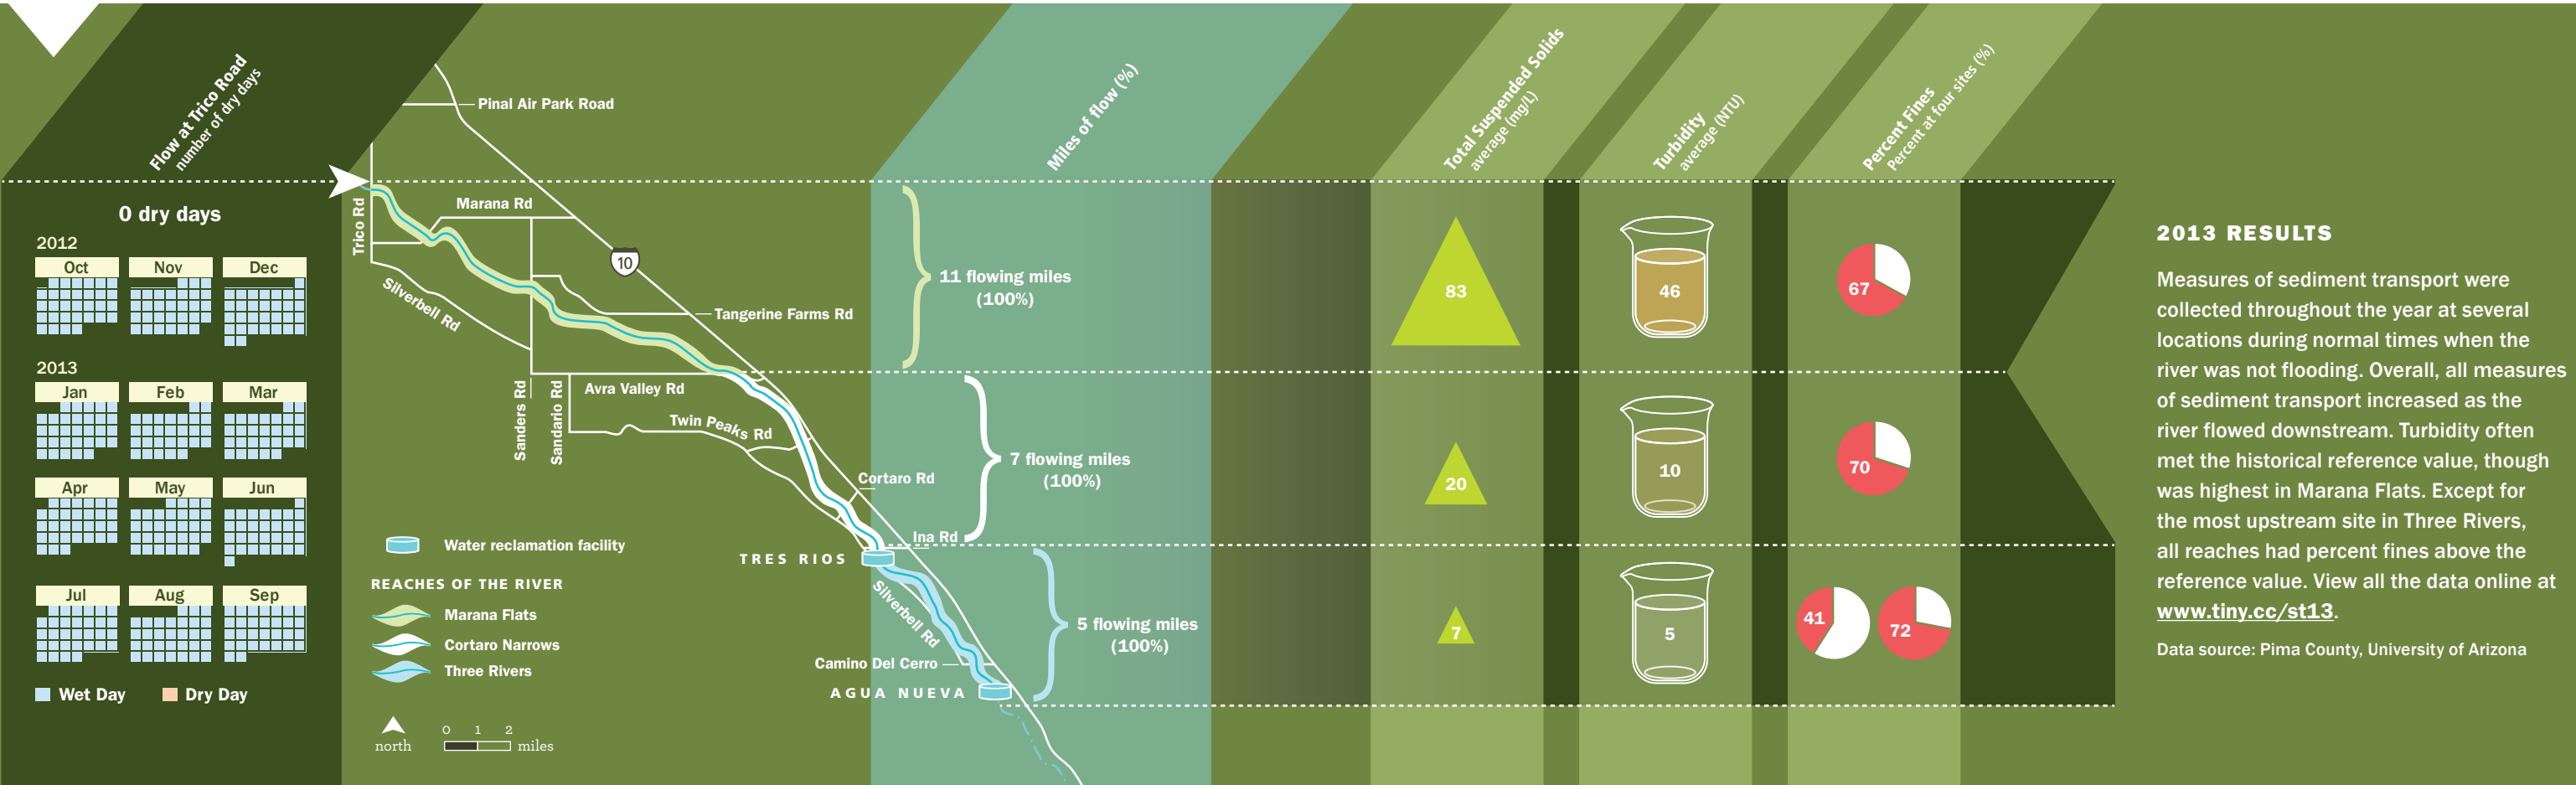 Flow at Trico Road
number of dry days
0 dry days
2012
Oct Nov Dec
2013
Jan Feb Mar
Apr May Jun
Jul Aug Sep
Wet Day Dry Day
Pinal Air Park Road
Trico Rd
Marana Rd
10
Silverbell Rd
Tangerine Farms Rd
Sanders Rd
Sandario Rd
Avra Valley Rd
Twin Peaks Rd
Cortaro Rd
Ina Rd
TRES RIOS
Silverbell Rd
Camino Del Cerro
AGUA NUEVA
Water reclamation facility
REACHES OF THE RIVER
Marana Flats
Cortaro Narrows
Three Rivers
north
0 1 2
miles
Miles of flow (%)
11 flowing miles
(100%)
7 flowing miles
(100%)
5 flowing miles
(100%)
Total Suspended Solids
average (mg/L)
83
20
7
Turbidity
average (NTU)
46
10
5
Percent Fines
Percent at four sites (%)
67
70
41
72
2013 RESULTS
Measures of sediment transport were
collected throughout the year at several
locations during normal times when the
river was not flooding. Overall, all measures
of sediment transport increased as the
river flowed downstream. Turbidity often
met the historical reference value, though
was highest in Marana Flats. Except for
the most upstream site in Three Rivers,
all reaches had percent fines above the
reference value. View all the data online at
www.tiny.cc/st13.
Data source: Pima County, University of Arizona